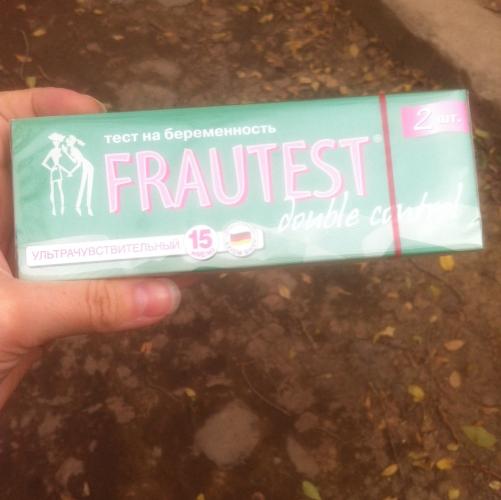 тест на беременность
2 шт.
FRAUTEST®
double control
УЛЬТРАЧУВСТВИТЕЛЬНЫЙ
15